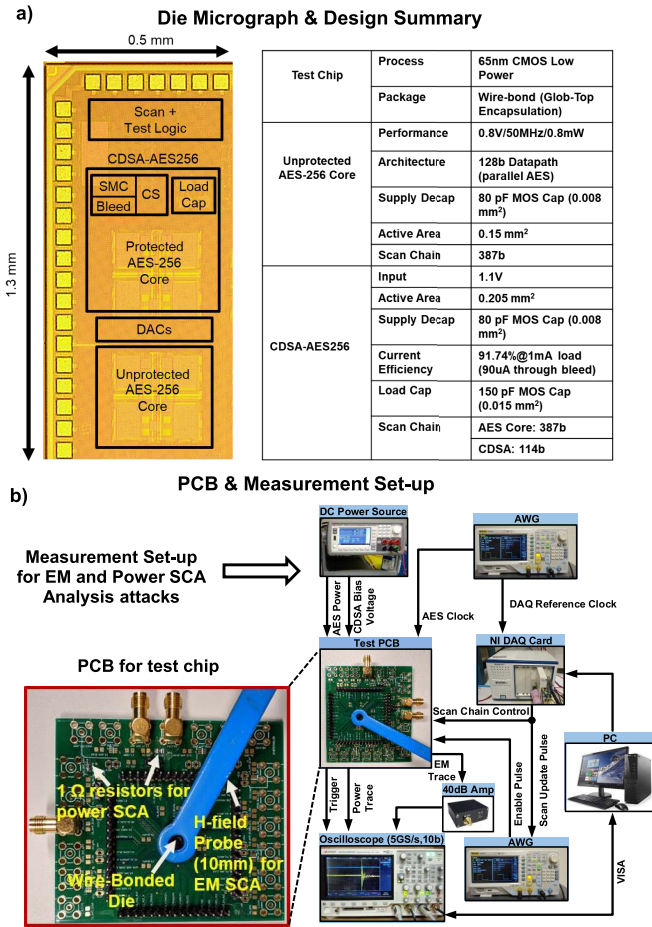 a)
Die Micrograph & Design Summary
0.5 mm
1.3 mm
Scan +
Test Logic
CDSA-AES256
SMC
Bleed
CS
Load
Cap
Protected
AES-256
Core
DACs
Unprotected
AES-256
Core
Test Chip
Process
65nm CMOS Low
Power
Package
Wire-bond (Glob-Top
Encapsulation)
Unprotected
AES-256 Core
Performance
0.8V/50MHz/0.8mW
Architecture
128b Datapath
(parallel AES)
Supply Decap
80 pF MOS Cap (0.008
mm²)
Active Area
0.15 mm²
Scan Chain
387b
CDSA-AES256
Input
1.1V
Active Area
0.205 mm²
Supply Decap
80 pF MOS Cap (0.008
mm²)
Current
Efficiency
91.74%@1mA load
(90uA through bleed)
Load Cap
150 pF MOS Cap
(0.015 mm²)
Scan Chain
AES Core: 387b
CDSA: 114b
b)
PCB & Measurement Set-up
Measurement Set-up
for EM and Power SCA
Analysis attacks
DC Power Source
AWG
AES Power
CDSA Bias
Voltage
AES Clock
DAQ Reference Clock
Test PCB
NI DAQ Card
Scan Chain Control
PC
EM
Trace
40dB Amp
Trigger
Power
Trace
Enable Pulse
Scan Update Pulse
VISA
Oscilloscope (5GS/s,10b)
AWG
PCB for test chip
1 Ω resistors for
power SCA
H-field
Probe
(10mm) for
EM SCA
Wire-Bonded
Die